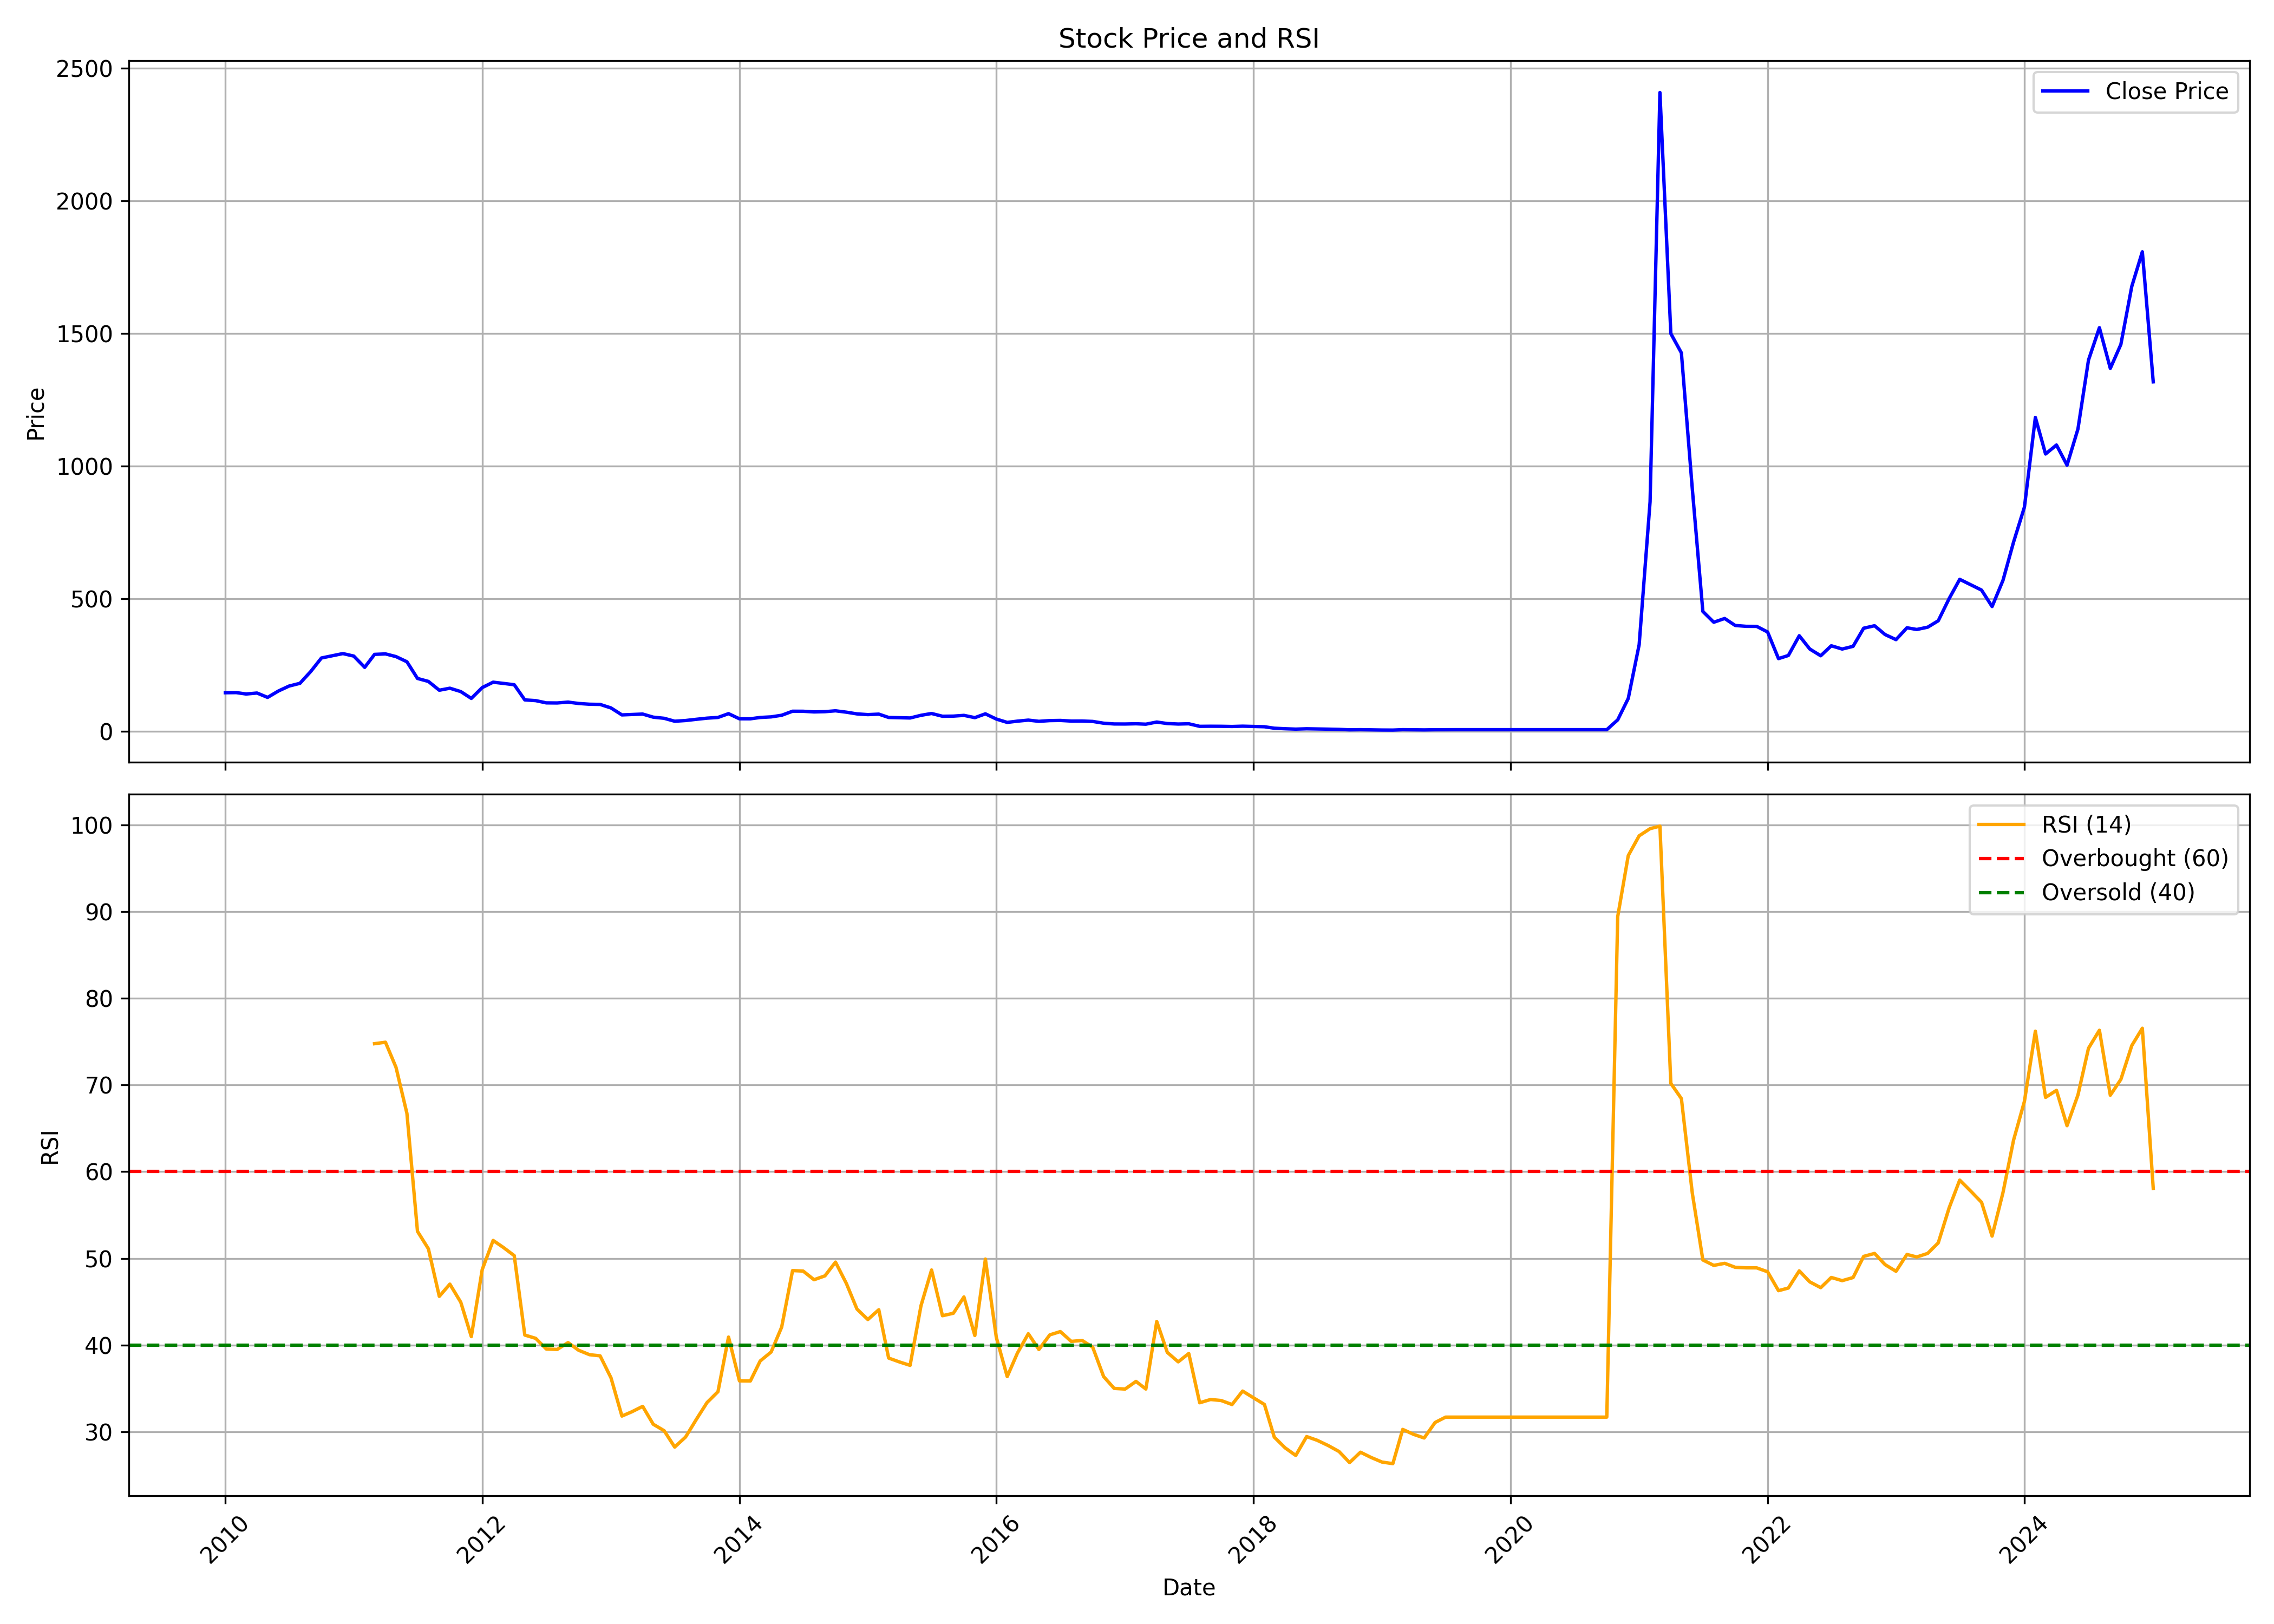 Stock Price and RSI
2500
2000
1500
1000
500
0
Price
Close Price
100
90
80
70
60
50
40
30
RSI
RSI (14)
Overbought (60)
Oversold (40)
2010
2012
2014
2016
2018
2020
2022
2024
Date